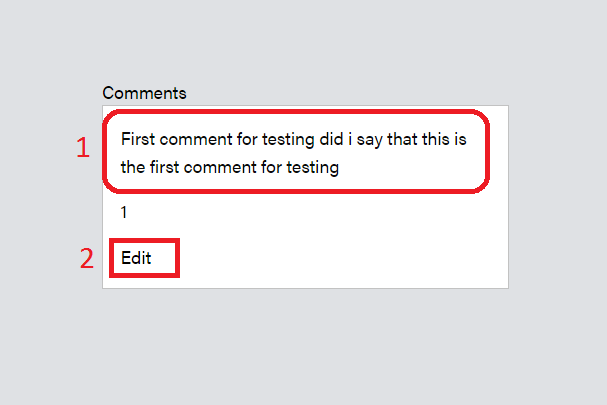 Comments
1 First comment for testing did i say that this is
the first comment for testing
1
2 Edit